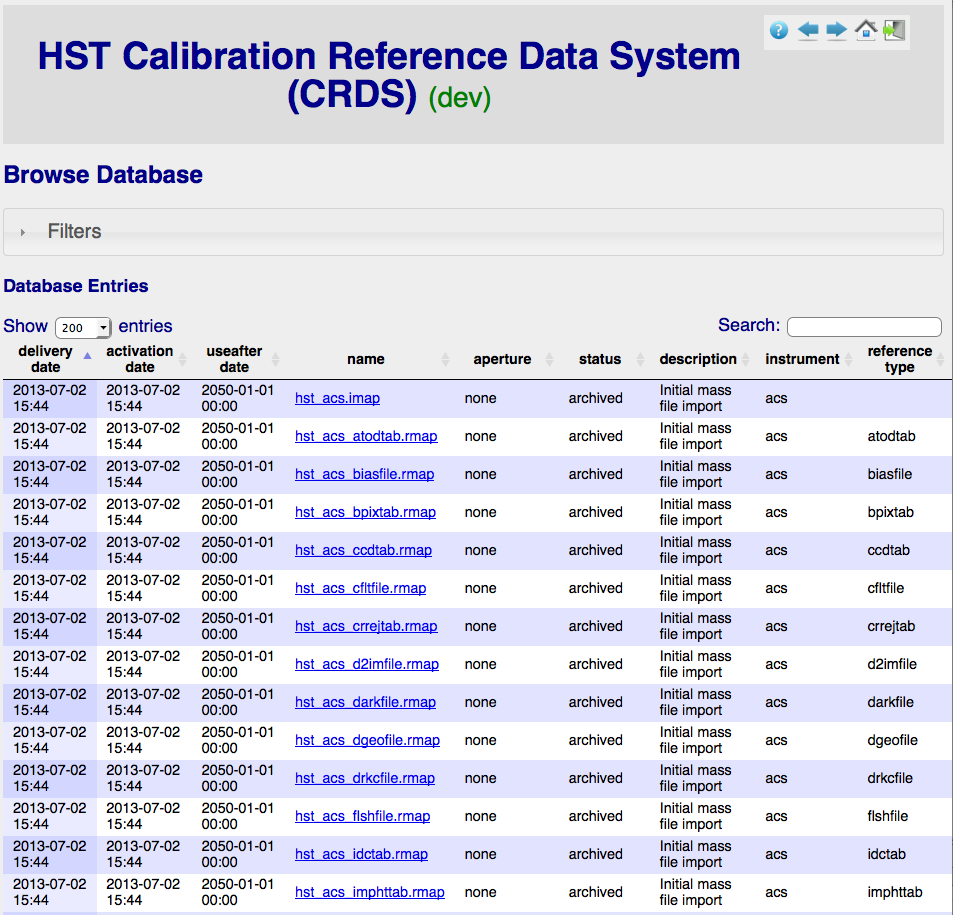 HST Calibration Reference Data System
(CRDS) (dev)
Browse Database
Filters
Database Entries
Show 200 entries Search:
delivery date activation date useafter date name aperture status description instrument reference type
2013-07-02 2013-07-02 2050-01-01 Initial mass
15:44 15:44 00:00 hst_acs.imap none archived file import acs
2013-07-02 2013-07-02 2050-01-01 Initial mass
15:44 15:44 00:00 hst_acs_atodtab.rmap none archived file import acs atodtab
2013-07-02 2013-07-02 2050-01-01 Initial mass
15:44 15:44 00:00 hst_acs_biasfile.rmap none archived file import acs biasfile
2013-07-02 2013-07-02 2050-01-01 Initial mass
15:44 15:44 00:00 hst_acs_bpixtab.rmap none archived file import acs bpixtab
2013-07-02 2013-07-02 2050-01-01 Initial mass
15:44 15:44 00:00 hst_acs_ccdtab.rmap none archived file import acs ccdtab
2013-07-02 2013-07-02 2050-01-01 Initial mass
15:44 15:44 00:00 hst_acs_cfltfile.rmap none archived file import acs cfltfile
2013-07-02 2013-07-02 2050-01-01 Initial mass
15:44 15:44 00:00 hst_acs_crrejtab.rmap none archived file import acs crrejtab
2013-07-02 2013-07-02 2050-01-01 Initial mass
15:44 15:44 00:00 hst_acs_d2imfile.rmap none archived file import acs d2imfile
2013-07-02 2013-07-02 2050-01-01 Initial mass
15:44 15:44 00:00 hst_acs_darkfile.rmap none archived file import acs darkfile
2013-07-02 2013-07-02 2050-01-01 Initial mass
15:44 15:44 00:00 hst_acs_dgeofile.rmap none archived file import acs dgeofile
2013-07-02 2013-07-02 2050-01-01 Initial mass
15:44 15:44 00:00 hst_acs_drkcfile.rmap none archived file import acs drkcfile
2013-07-02 2013-07-02 2050-01-01 Initial mass
15:44 15:44 00:00 hst_acs_flshfile.rmap none archived file import acs flshfile
2013-07-02 2013-07-02 2050-01-01 Initial mass
15:44 15:44 00:00 hst_acs_idctab.rmap none archived file import acs idctab
2013-07-02 2013-07-02 2050-01-01 Initial mass
15:44 15:44 00:00 hst_acs_imphttab.rmap none archived file import acs imphttab